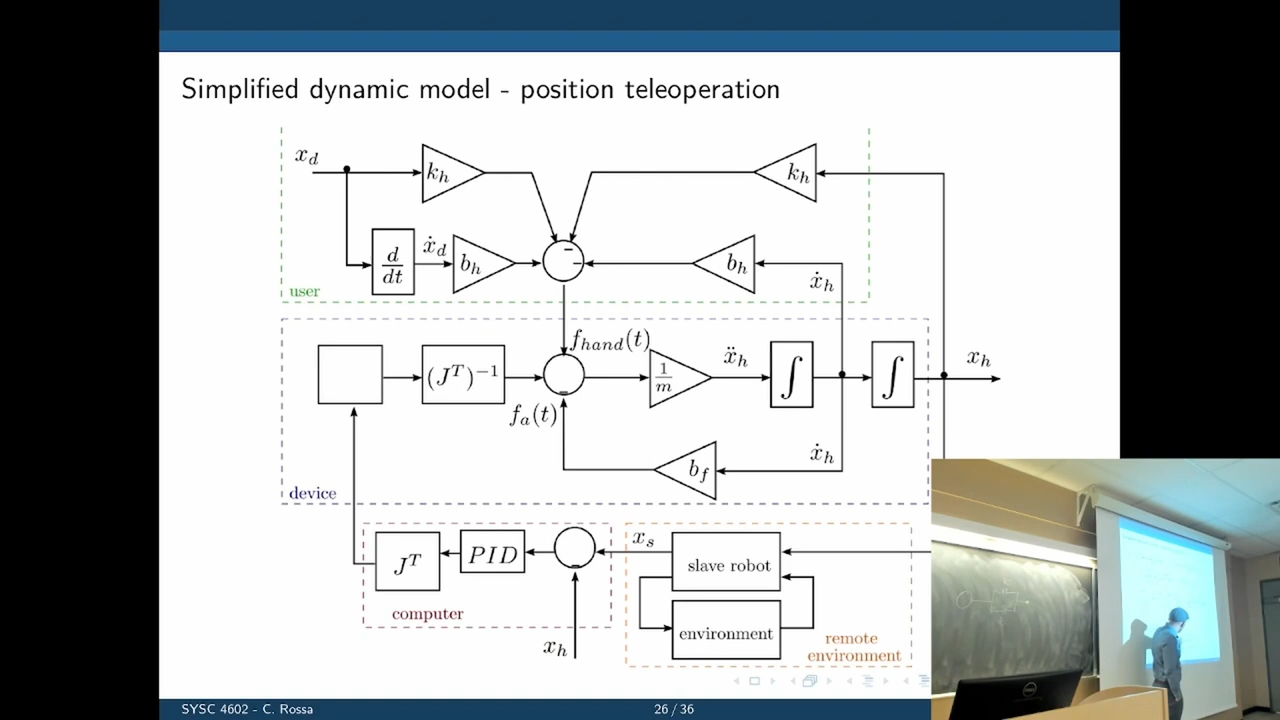 Simplified dynamic model - position teleoperation
x_d
k_h
k_h
d/dt
ẋ_d
b_h
-
-
b_h
ẋ_h
user
f_hand(t)
(J^T)^{-1}
-
1/m
ẍ_h
∫
∫
x_h
f_a(t)
b_f
ẋ_h
device
J^T
PID
-
x_s
slave robot
computer
environment
x_h
remote
environment
SYSC 4602 - C. Rossa
26 / 36